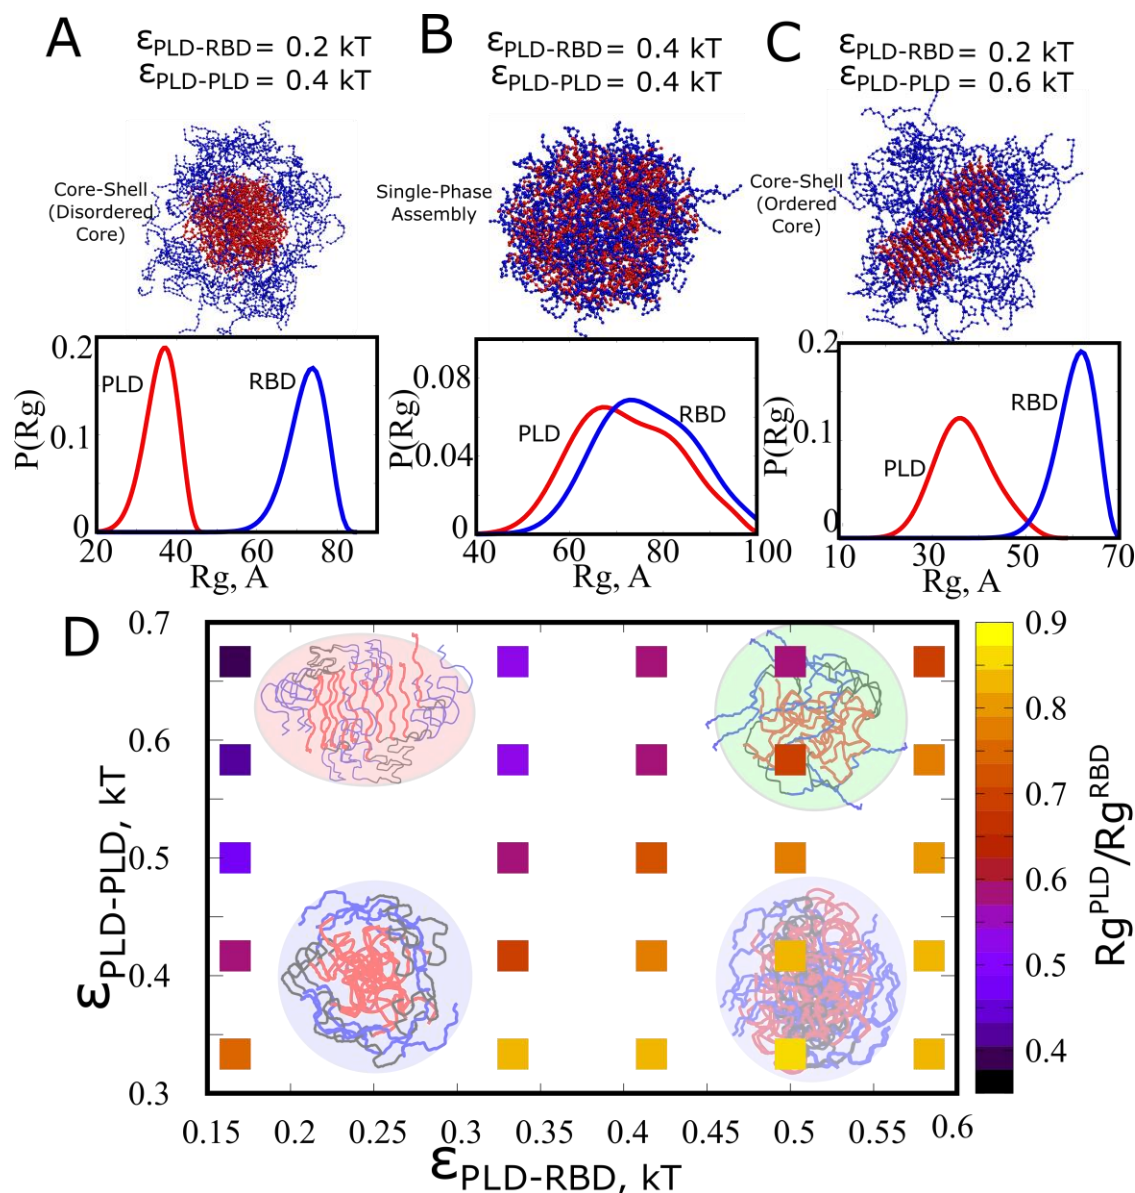 A
εPLD-RBD = 0.2 kT
εPLD-PLD = 0.4 kT
B
εPLD-RBD = 0.4 kT
εPLD-PLD = 0.4 kT
C
εPLD-RBD = 0.2 kT
εPLD-PLD = 0.6 kT
Core-Shell
(Disordered
Core)
Single-Phase
Assembly
Core-Shell
(Ordered
Core)
0.2
0.1
0
P(Rg)
PLD
RBD
20
40
60
80
Rg, A
0.08
0.04
0
P(Rg)
PLD
RBD
40
60
80
100
Rg, A
0.2
0.1
0
P(Rg)
PLD
RBD
10
30
50
70
Rg, A
D
0.7
0.6
0.5
0.4
0.3
εPLD-PLD, kT
0.15
0.2
0.25
0.3
0.35
0.4
0.45
0.5
0.55
0.6
εPLD-RBD, kT
0.9
0.8
0.7
0.6
0.5
0.4
Rg^PLD/Rg^RBD